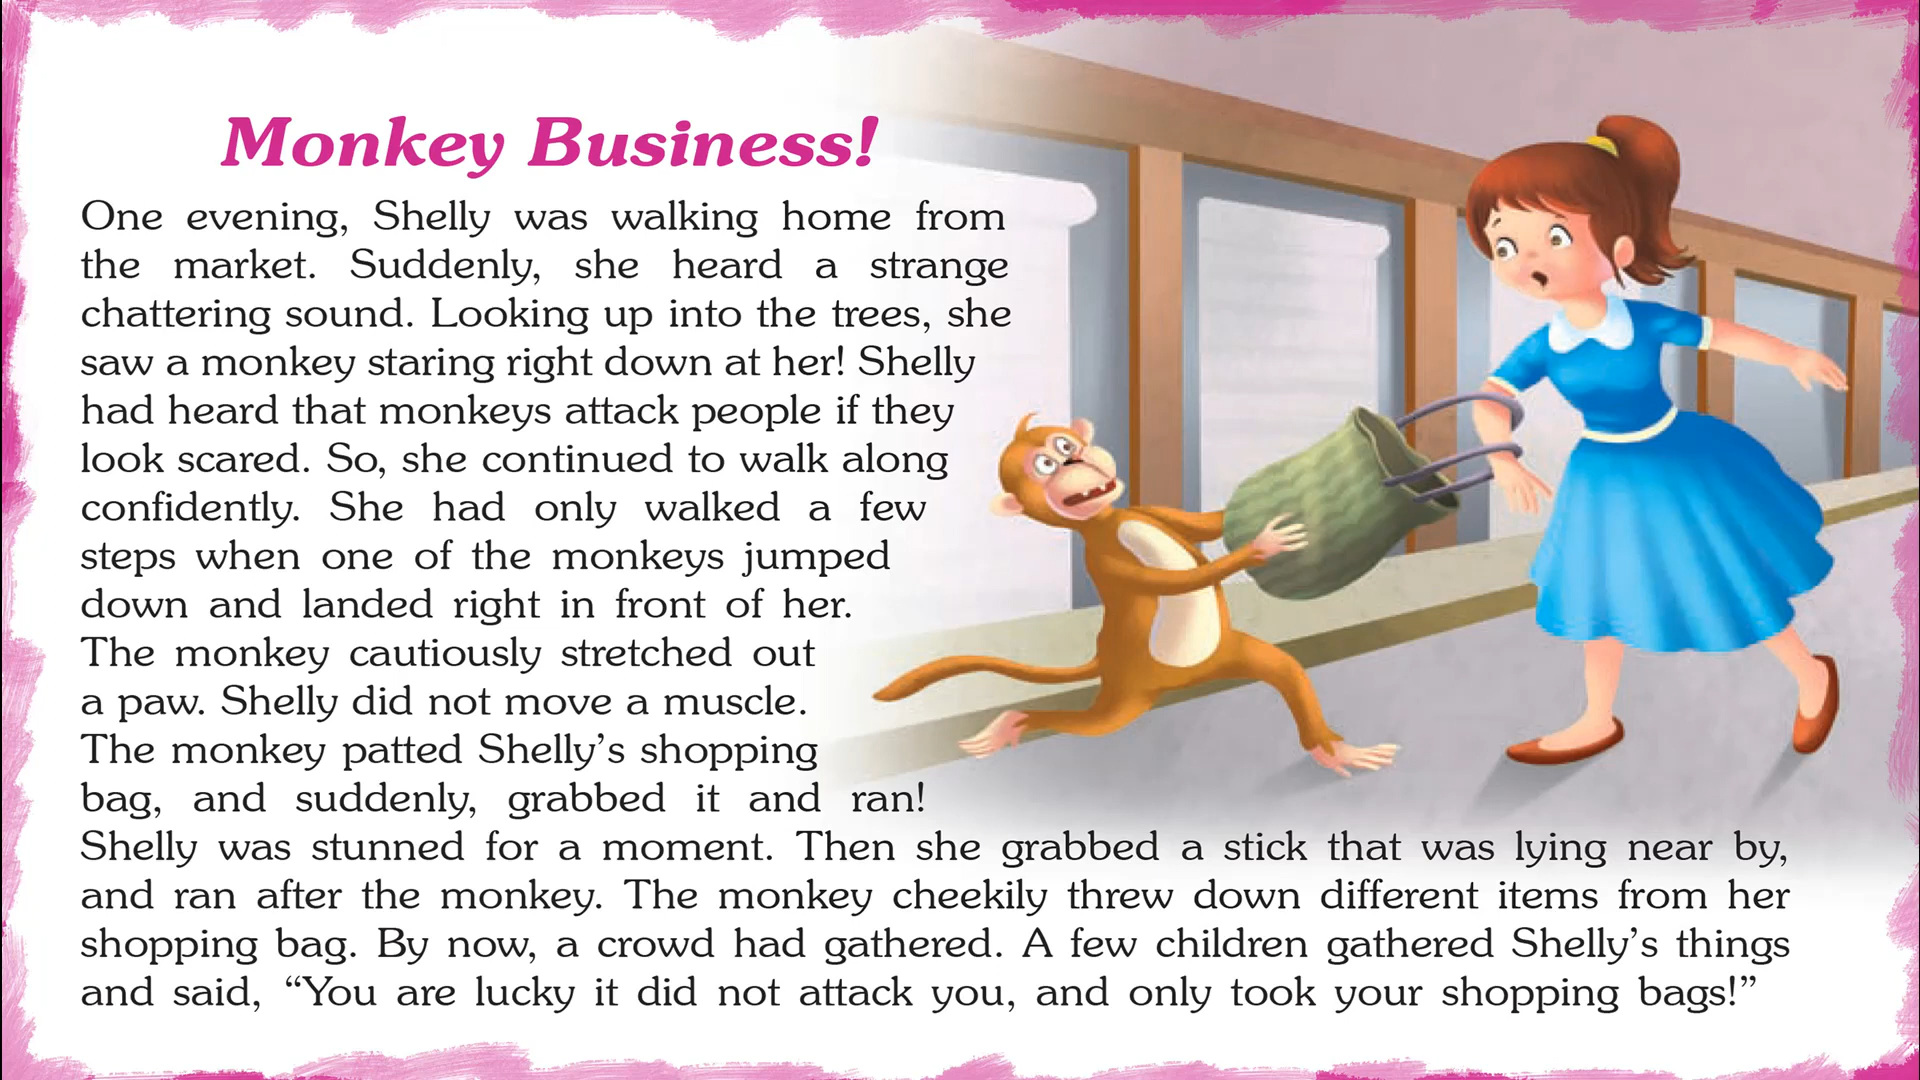 Monkey Business!
One evening, Shelly was walking home from
the market. Suddenly, she heard a strange
chattering sound. Looking up into the trees, she
saw a monkey staring right down at her! Shelly
had heard that monkeys attack people if they
look scared. So, she continued to walk along
confidently. She had only walked a few
steps when one of the monkeys jumped
down and landed right in front of her.
The monkey cautiously stretched out
a paw. Shelly did not move a muscle.
The monkey patted Shelly’s shopping
bag, and suddenly, grabbed it and ran!
Shelly was stunned for a moment. Then she grabbed a stick that was lying near by,
and ran after the monkey. The monkey cheekily threw down different items from her
shopping bag. By now, a crowd had gathered. A few children gathered Shelly’s things
and said, “You are lucky it did not attack you, and only took your shopping bags!”